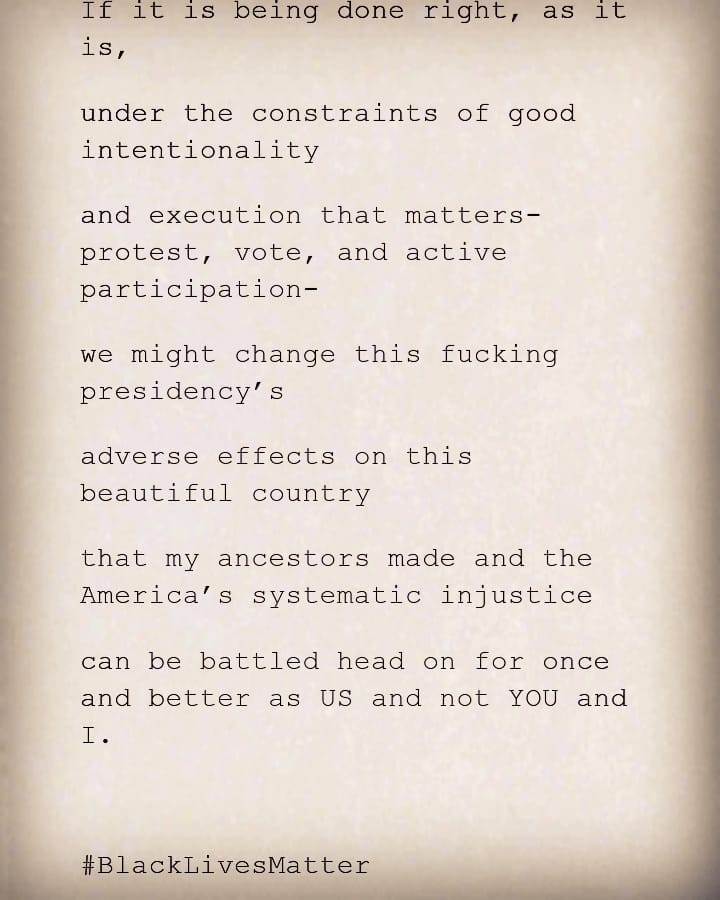 If it is being done right, as it
is,
under the constraints of good
intentionality
and execution that matters-
protest, vote, and active
participation-
we might change this fucking
presidency’s
adverse effects on this
beautiful country
that my ancestors made and the
America’s systematic injustice
can be battled head on for once
and better as US and not YOU and
I.
#BlackLivesMatter